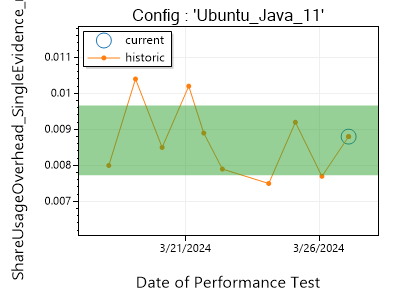 Config : 'Ubuntu_Java_11'
current
historic
ShareUsageOverhead_SingleEvidence_
0.011
0.01
0.009
0.008
0.007
3/21/2024
3/26/2024
Date of Performance Test